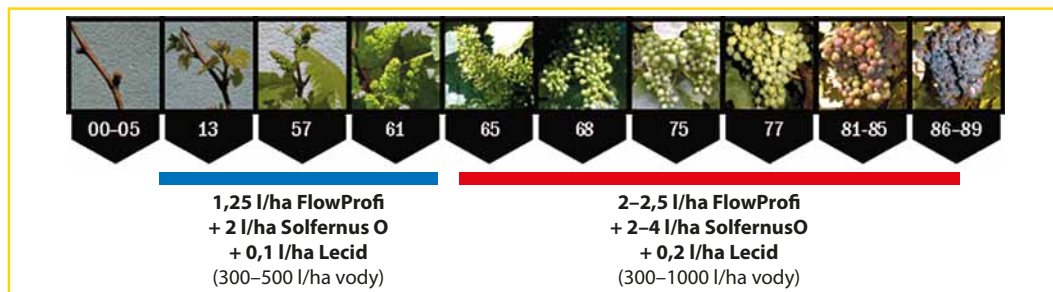 00-05 13 57 61 65 68 75 77 81-85 86–89
1,25 l/ha FlowProfi
+ 2 l/ha Solfernus O
+ 0,1 l/ha Lecid
(300–500 l/ha vody)
2–2,5 l/ha FlowProfi
+ 2–4 l/ha SolfernusO
+ 0,2 l/ha Lecid
(300–1000 l/ha vody)